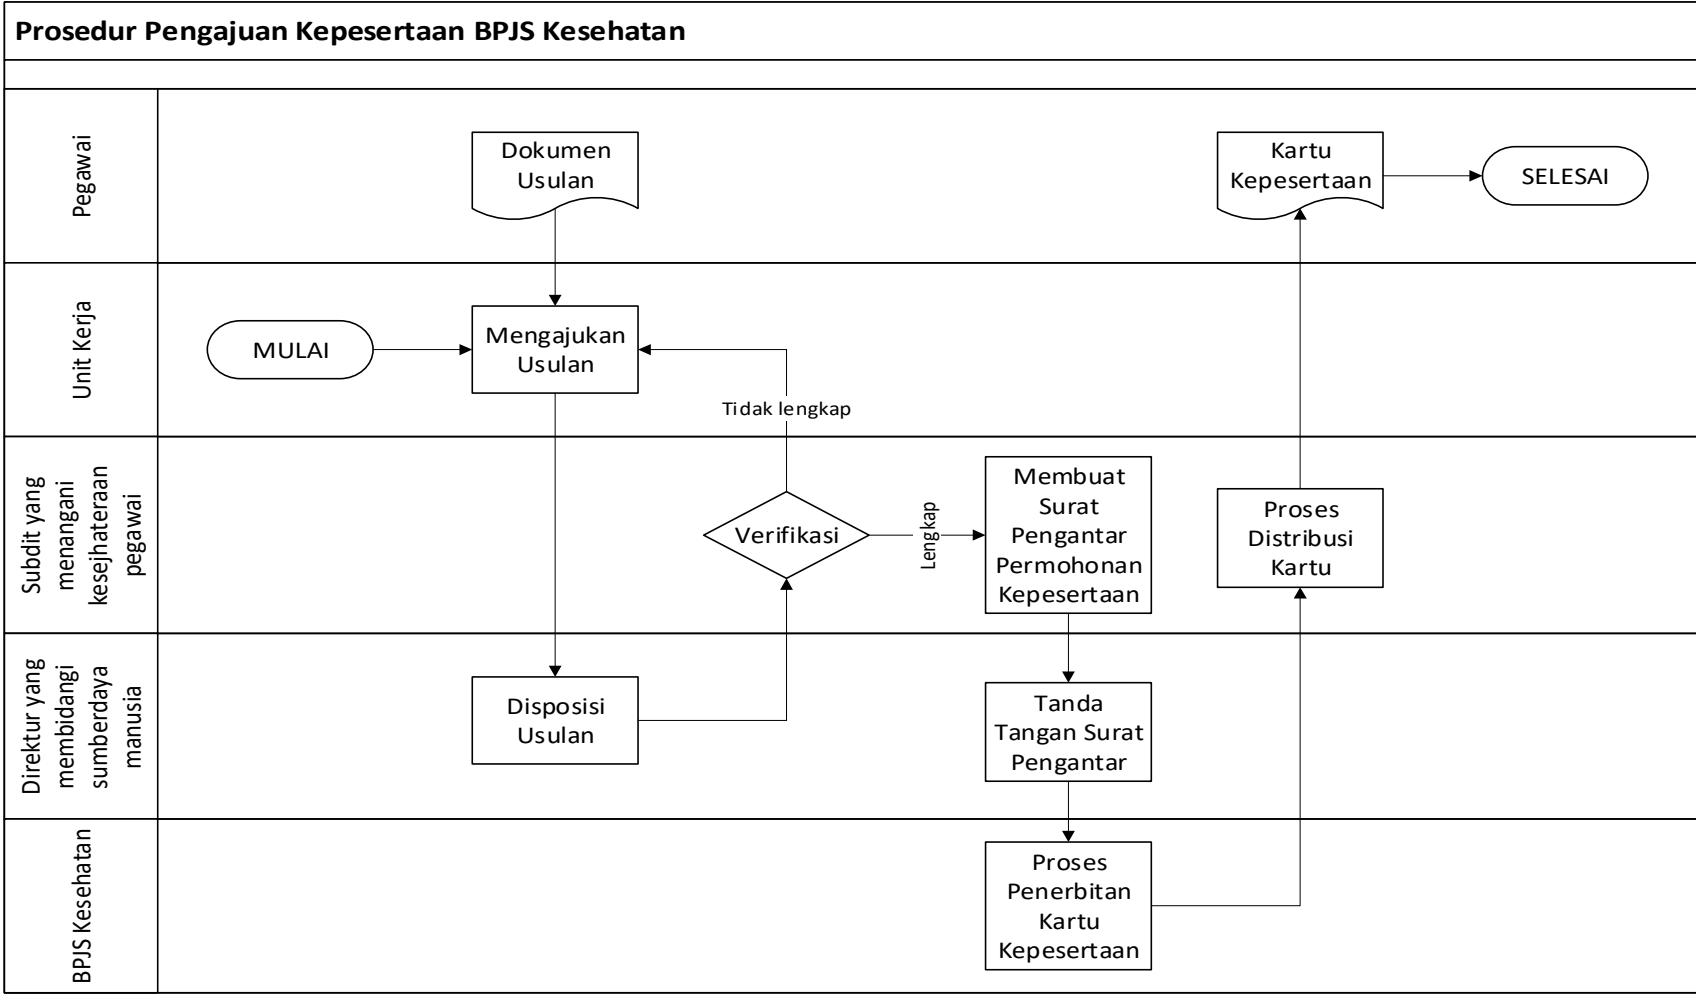 Prosedur Pengajuan Kepesertaan BPJS Kesehatan
Pegawai
Dokumen
Usulan
Kartu
Kepesertaan
SELESAI
Unit Kerja
MULAI
Mengajukan
Usulan
Tidak lengkap
Subdit yang
menangani
kesejhateraan
pegawai
Verifikasi
Lengkap
Membuat
Surat
Pengantar
Permohonan
Kepesertaan
Proses
Distribusi
Kartu
Direktur yang
membidangi
sumberdaya
manusia
Disposisi
Usulan
Tanda
Tangan Surat
Pengantar
BPJS Kesehatan
Proses
Penerbitan
Kartu
Kepesertaan